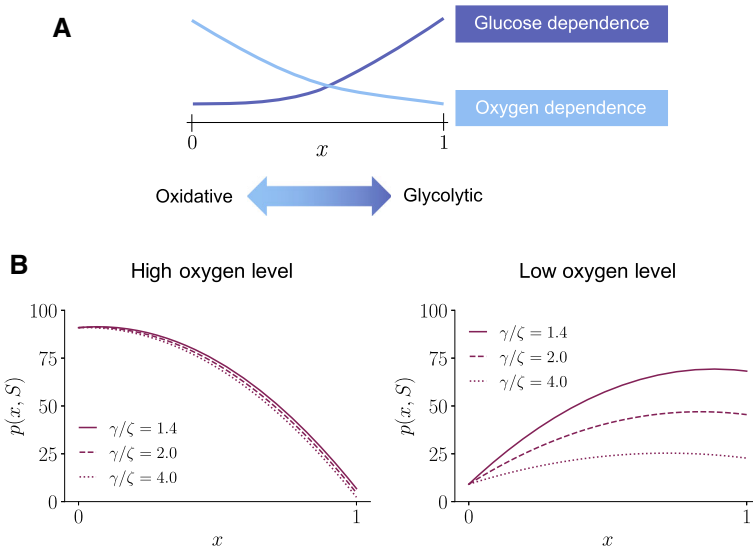 A
Glucose dependence
Oxygen dependence
0
1
x
Oxidative
Glycolytic
B
High oxygen level
100
75
50
25
0
p(x, S)
γ/ζ = 1.4
γ/ζ = 2.0
γ/ζ = 4.0
0
1
x
Low oxygen level
100
75
50
25
0
p(x, S)
γ/ζ = 1.4
γ/ζ = 2.0
γ/ζ = 4.0
0
1
x